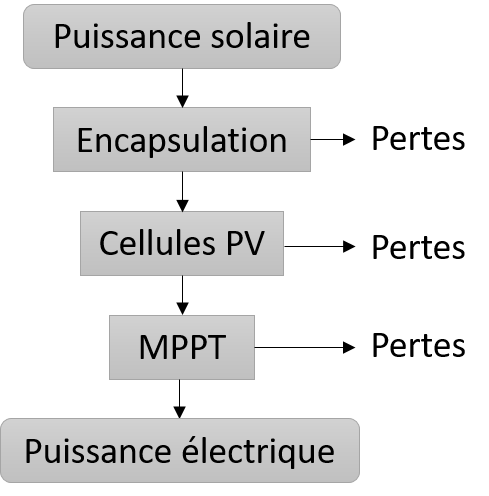 Puissance solaire
Encapsulation
Pertes
Cellules PV
Pertes
MPPT
Pertes
Puissance électrique